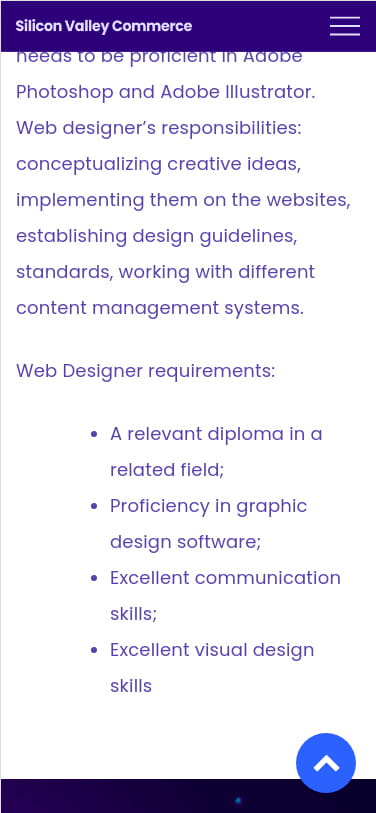 Silicon Valley Commerce
needs to be proficient in Adobe
Photoshop and Adobe Illustrator.
Web designer’s responsibilities:
conceptualizing creative ideas,
implementing them on the websites,
establishing design guidelines,
standards, working with different
content management systems.
Web Designer requirements:
• A relevant diploma in a
related field;
• Proficiency in graphic
design software;
• Excellent communication
skills;
• Excellent visual design
skills